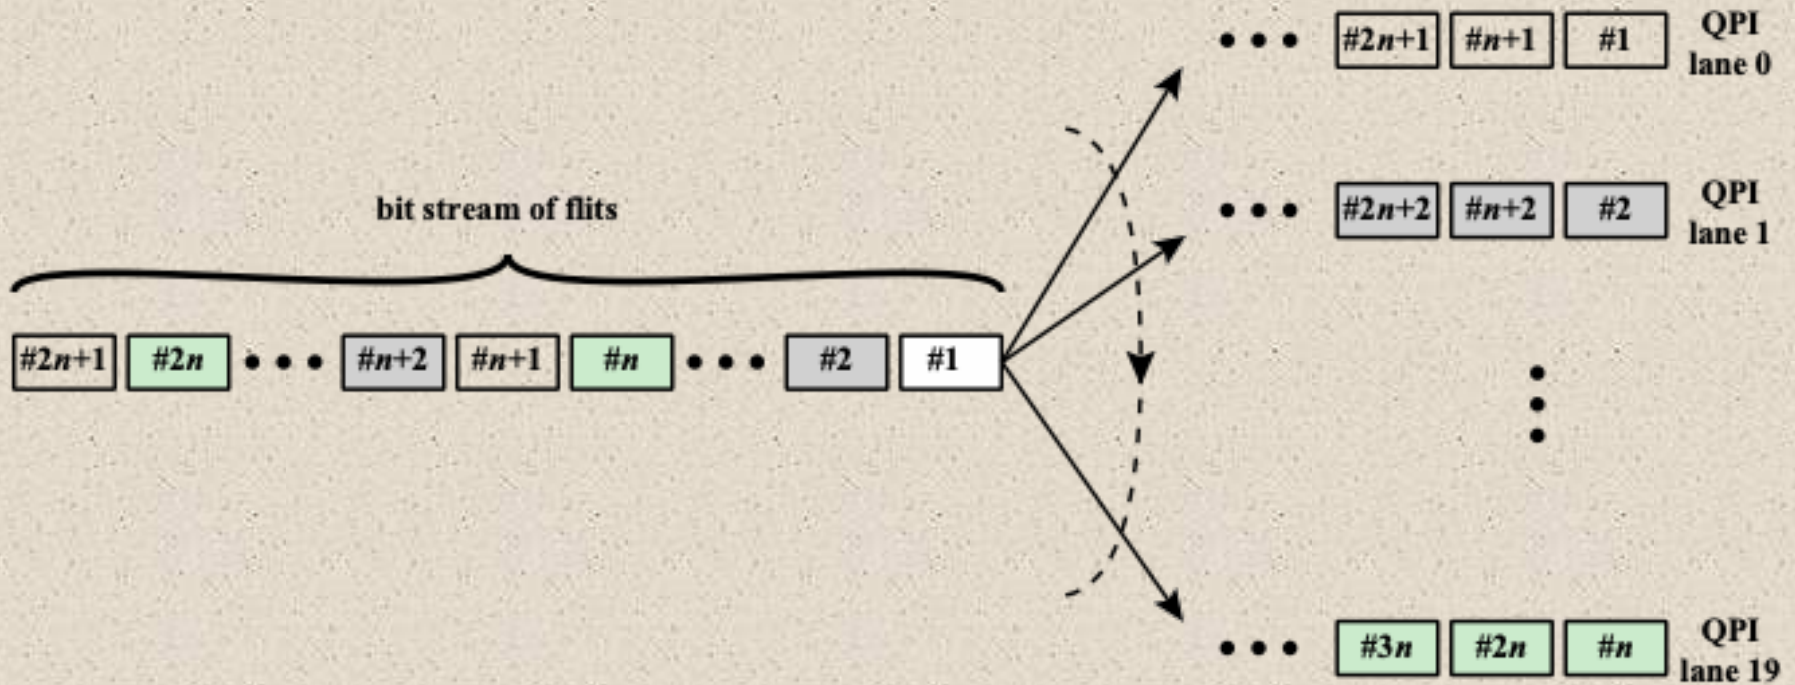 #2n+1 #n+1 #1 QPI
lane 0
#2n+2 #n+2 #2 QPI
lane 1
bit stream of flits
#2n+1 #2n #n+2 #n+1 #n #2 #1
#3n #2n #n QPI
lane 19